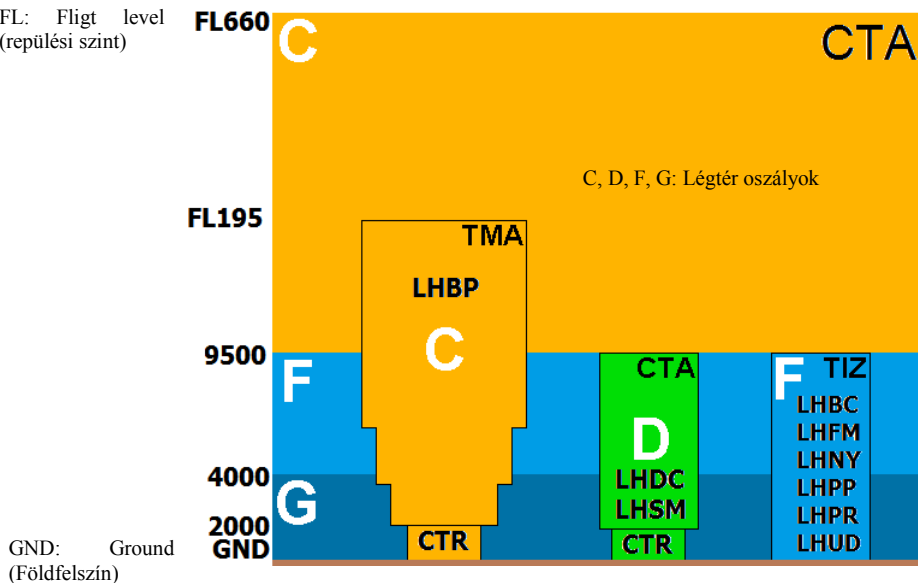 FL: Fligt level
(repülési szint)
FL660
C
CTA
C, D, F, G: Légtér oszályok
FL195
TMA
LHBP
C
9500
F
CTA
F TIZ
LHBC
LHFM
D
LHNY
4000
G
LHDC
LHPP
LHSM
LHPR
2000
CTR
CTR
LHUD
GND
GND: Ground
(Földfelszín)